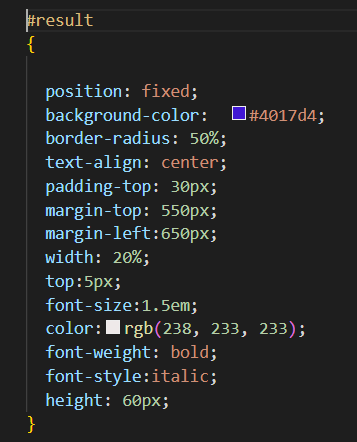 #result
{
position: fixed;
background-color: #4017d4;
border-radius: 50%;
text-align: center;
padding-top: 30px;
margin-top: 550px;
margin-left:650px;
width: 20%;
top:5px;
font-size:1.5em;
color: rgb(238, 233, 233);
font-weight: bold;
font-style:italic;
height: 60px;
}